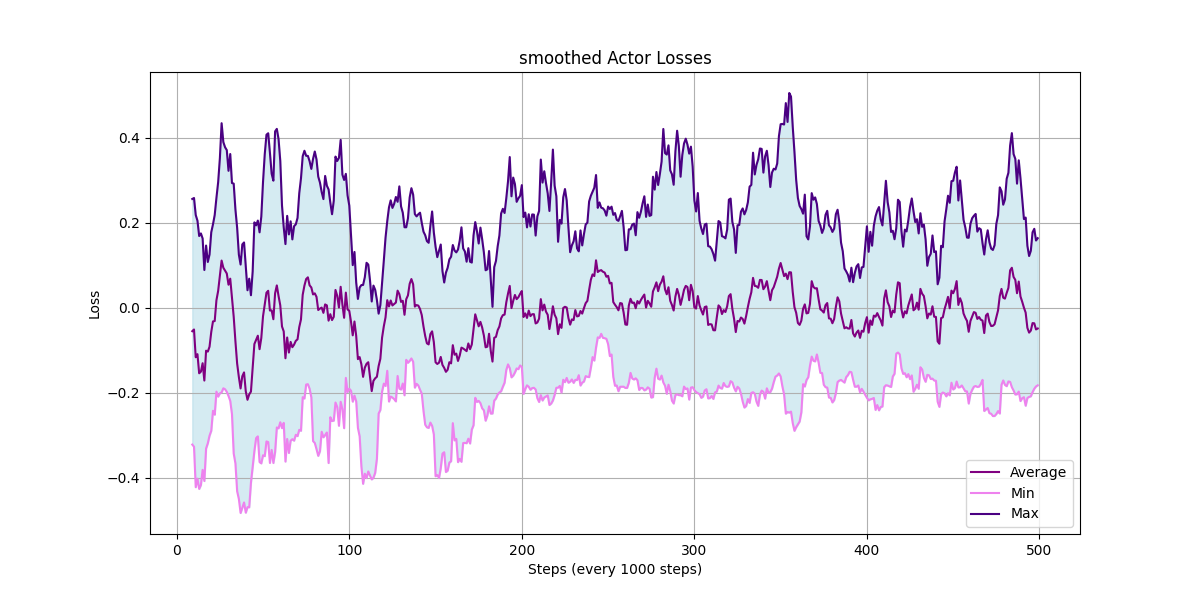 smoothed Actor Losses
Loss
0.4
0.2
0.0
−0.2
−0.4
0
100
200
300
400
500
Steps (every 1000 steps)
Average
Min
Max